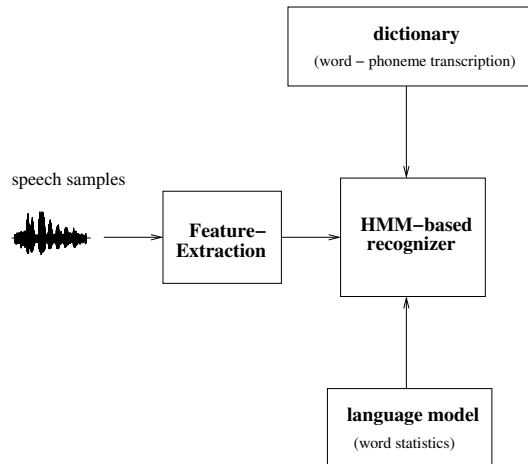 dictionary
(word − phoneme transcription)
speech samples
Feature−
Extraction
HMM−based
recognizer
language model
(word statistics)